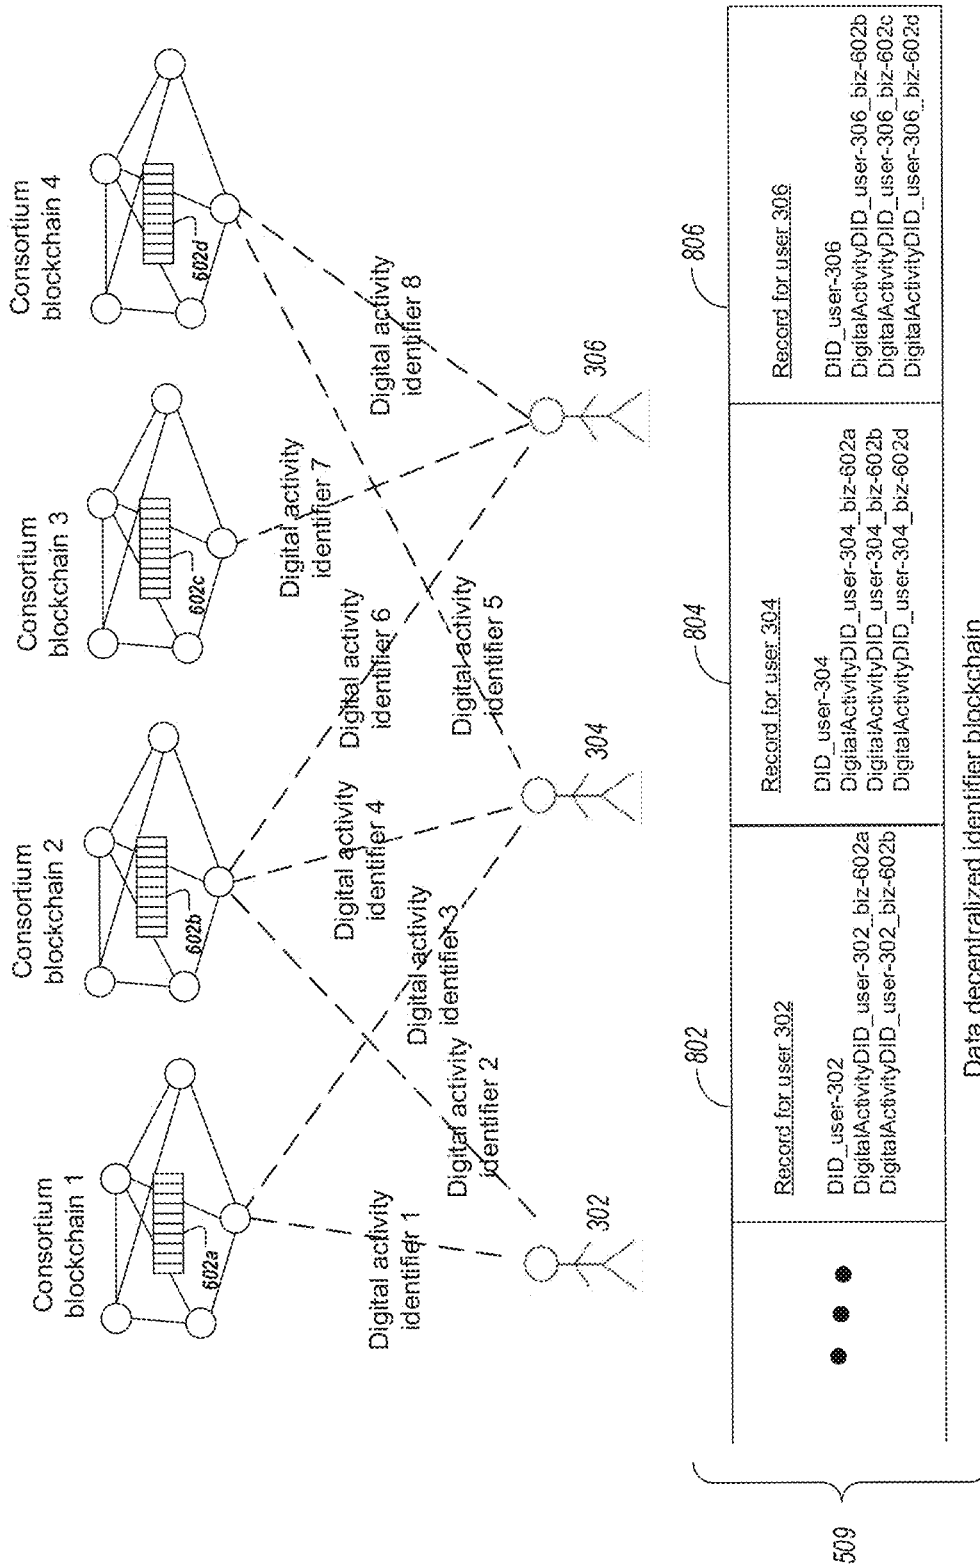 Consortium
blockchain 1
602a
Consortium
blockchain 2
602b
Consortium
blockchain 3
602c
Consortium
blockchain 4
602d
Digital activity
identifier 1
Digital activity
identifier 2
Digital activity
identifier 3
Digital activity
identifier 4
Digital activity
identifier 5
Digital activity
identifier 6
Digital activity
identifier 7
Digital activity
identifier 8
302
304
306
509
802
Record for user 302
DID_user-302
DigitalActivityDID_user-302_biz-602a
DigitalActivityDID_user-302_biz-602b
804
Record for user 304
DID_user-304
DigitalActivityDID_user-304_biz-602a
DigitalActivityDID_user-304_biz-602b
DigitalActivityDID_user-304_biz-602d
806
Record for user 306
DID_user-306
DigitalActivityDID_user-306_biz-602b
DigitalActivityDID_user-306_biz-602c
DigitalActivityDID_user-306_biz-602d
Data decentralized identifier blockchain